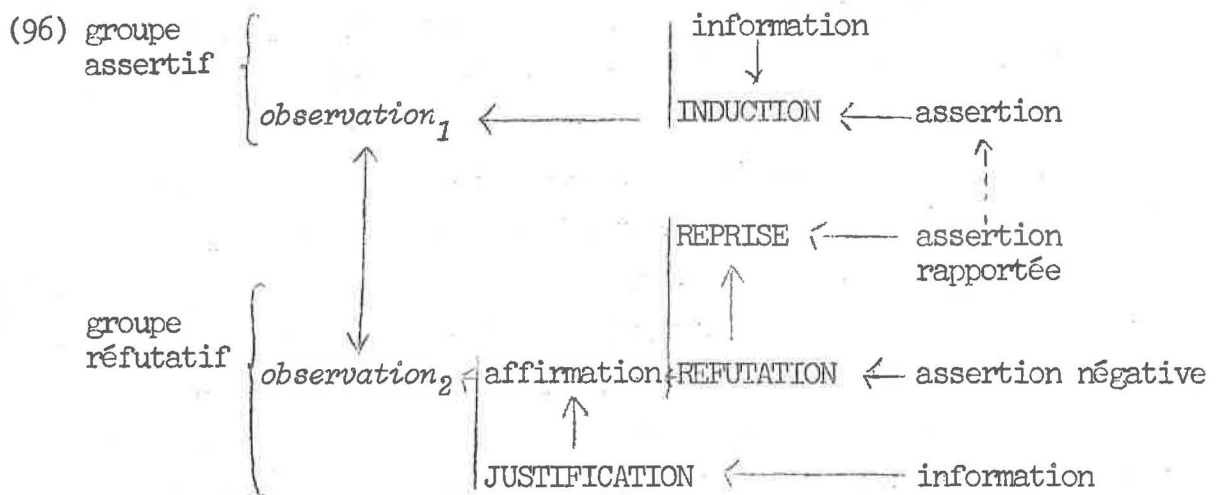 (96) groupe assertif
information
observation1 INDUCTION assertion
REPRISE assertion rapportée
groupe réfutatif
observation2 affirmation REFUTATION assertion négative
JUSTIFICATION information